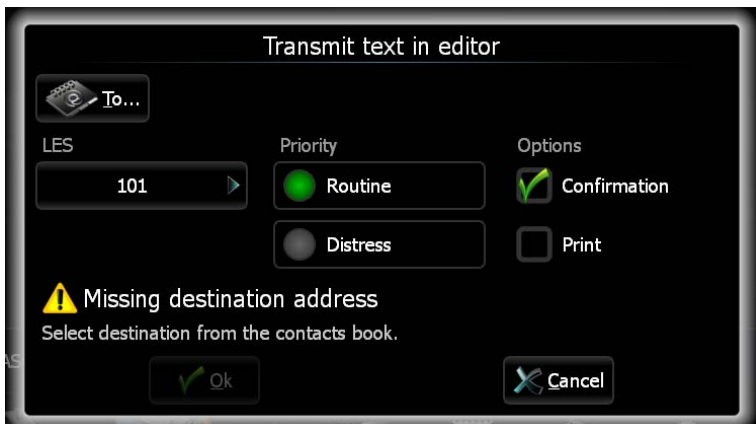 Transmit text in editor
To...
LES
Priority
Options
101
Routine
Confirmation
Distress
Print
Missing destination address
Select destination from the contacts book.
Ok
Cancel